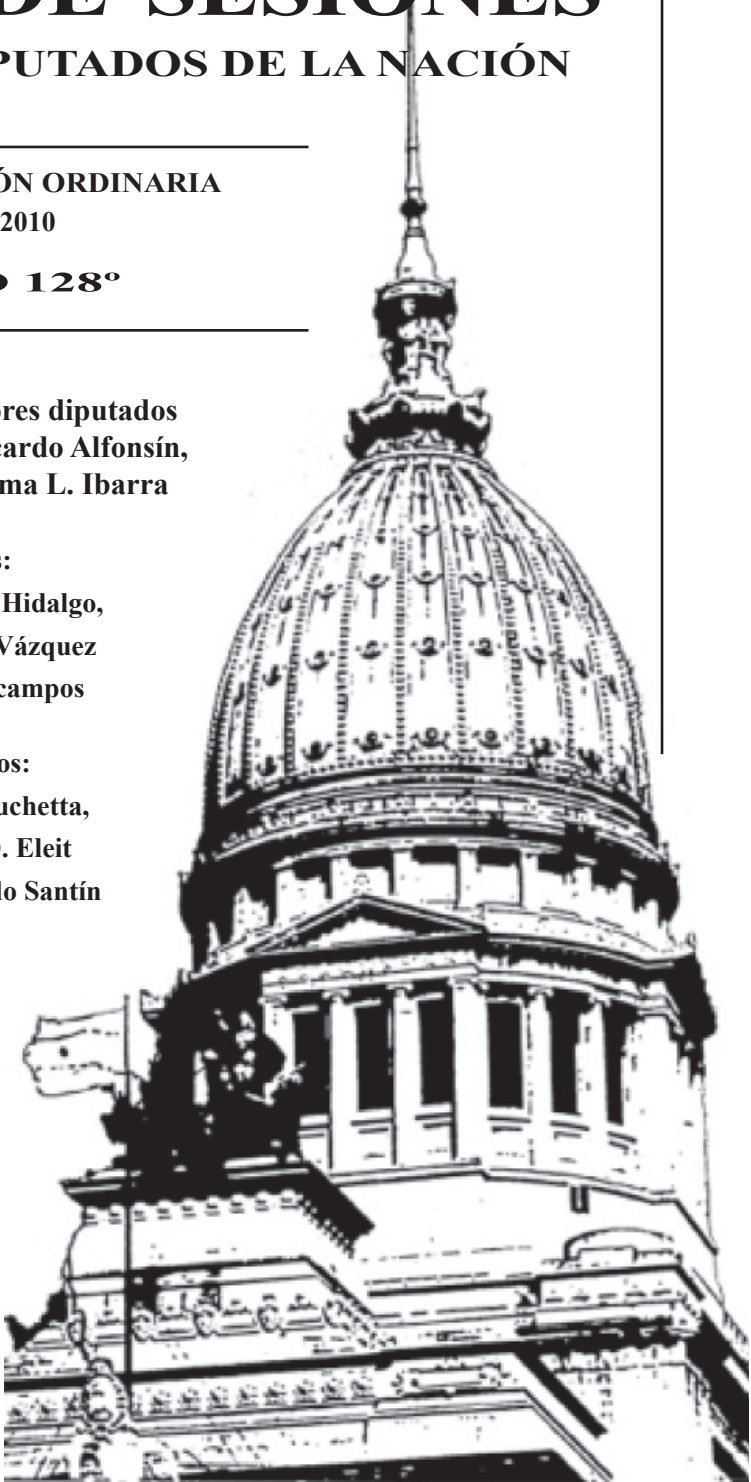 DE SESIONES
PUTADOS DE LA NACIÓN
ÓN ORDINARIA
2010
128º
ores diputados
cardo Alfonsín,
ma L. Ibarra
s:
Hidalgo,
Vázquez
campos
os:
uchetta,
. Eleit
lo Santín